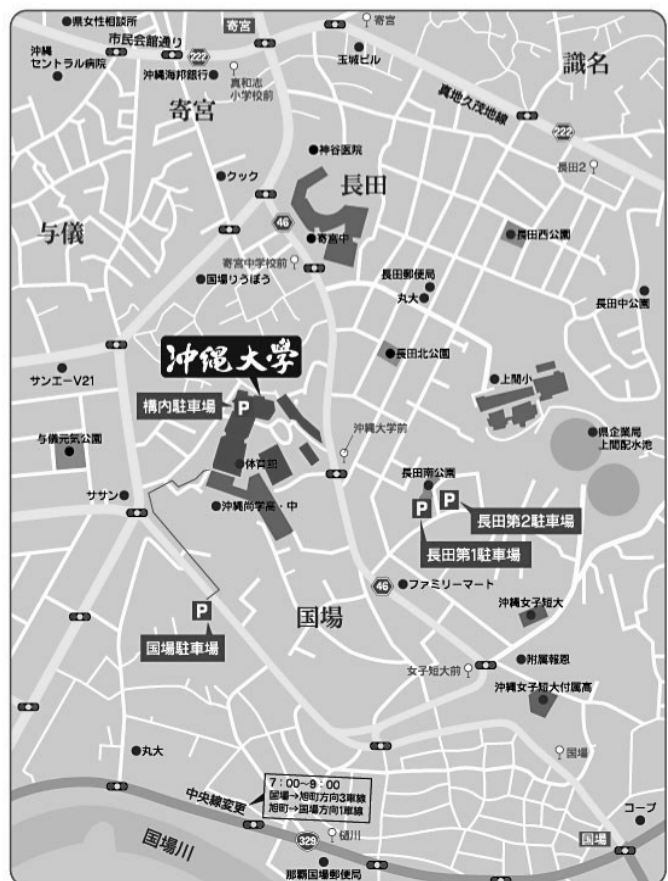 県女性相談所
市民会館通り
寄宮
寄宮
222
沖縄
セントラル病院
沖縄海邦銀行
真和志
小学校前
玉城ビル
識名
真地久茂地線
222
寄宮
神谷医院
長田2
クック
長田
46
与儀
寄宮中
長田西公園
寄宮中学校前
国場りうぼう
長田郵便局
丸大
長田中公園
沖縄大學
長田北公園
サンエーV21
上間小
構内駐車場
P
県企業局
上間配水池
与儀元気公園
沖縄大学前
体育館
長田南公園
ササン
沖縄尚学高・中
P
P
長田第2駐車場
長田第1駐車場
46
ファミリーマート
P
国場
沖縄女子短大
国場駐車場
女子短大前
附属報恩
沖縄女子短大付属高
丸大
国場
7：00〜9：00
国場→旭町方向3車線
旭町→国場方向1車線
中央線変更
コープ
国場川
329
樋川
国場
那覇国場郵便局